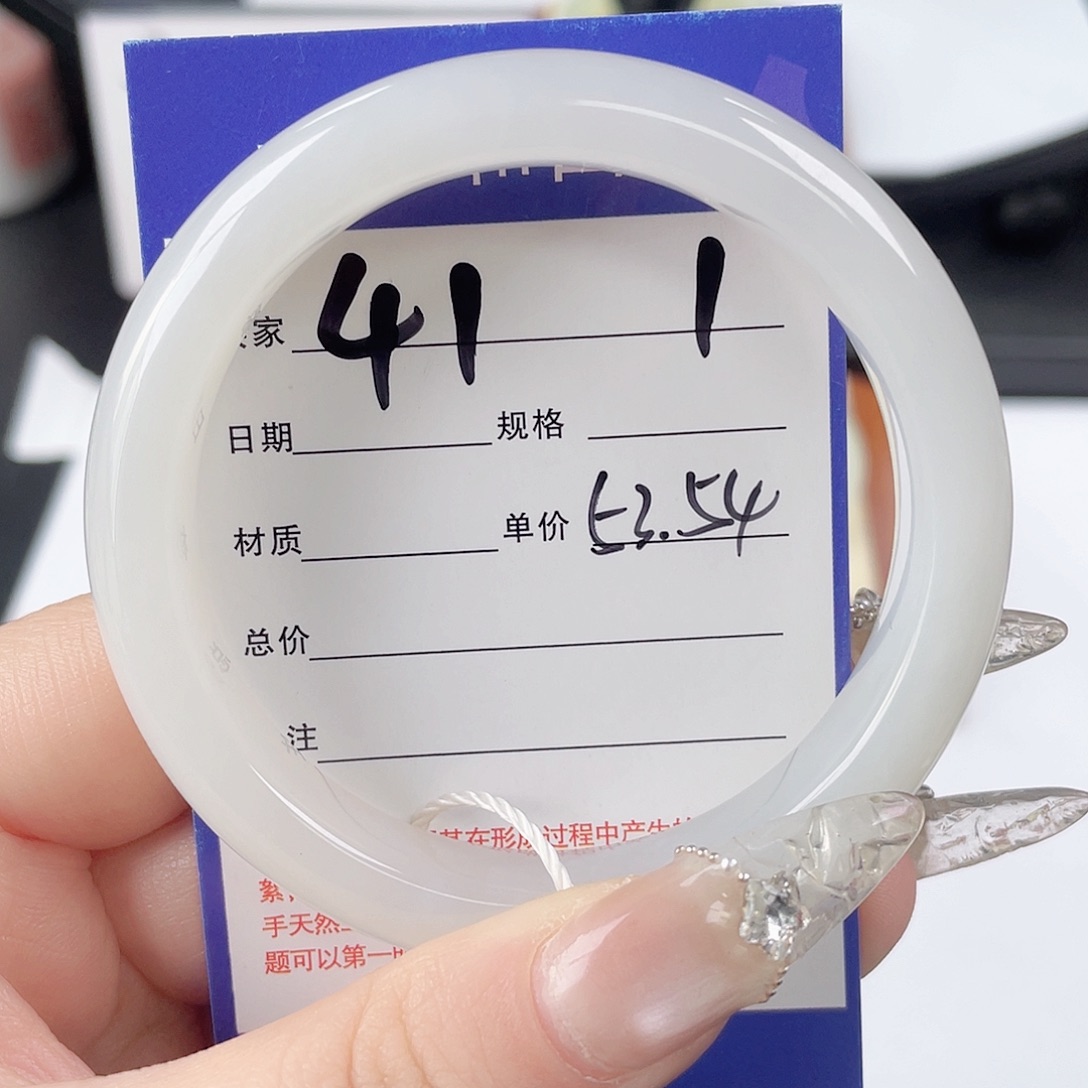 家 41 1
日期 规格
材质 单价 53.54
总价
注
在形成过程中产生
手天然
题可以第一时